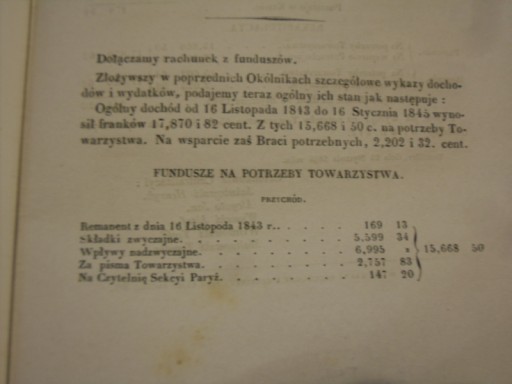 Dołączamy rachunek z funduszów.
Złożywszy w poprzednich Okólnikach szczegółowe wykazy docho-
dów i wydatków, podajemy teraz ogólny ich stan jak następuje :
Ogólny dochód od 16 Listopada 1843 do 16 Stycznia 1845 wyno-
sił franków 17,870 i 82 cent. Z tych 15,668 i 50 c. na potrzeby To-
warzystwa. Na wsparcie zaś Braci potrzebnych, 2,202 i 32. cent.
FUNDUSZE NA POTRZEBY TOWARZYSTWA.
PRZYCHÓD.
Remanent z dnia 16 Listopada 1843 r.. . . . . 169 13
Składki zwyczajne. . . . . . . . . . 5,599 34
Wpływy nadzwyczajne. . . . . . . . . 6,995 » 15,668 50
Za pisma Towarzystwa. . . . . . . . . 2,757 83
Na Czytelnię Sekcyi Paryż. . . . . . . 147 20